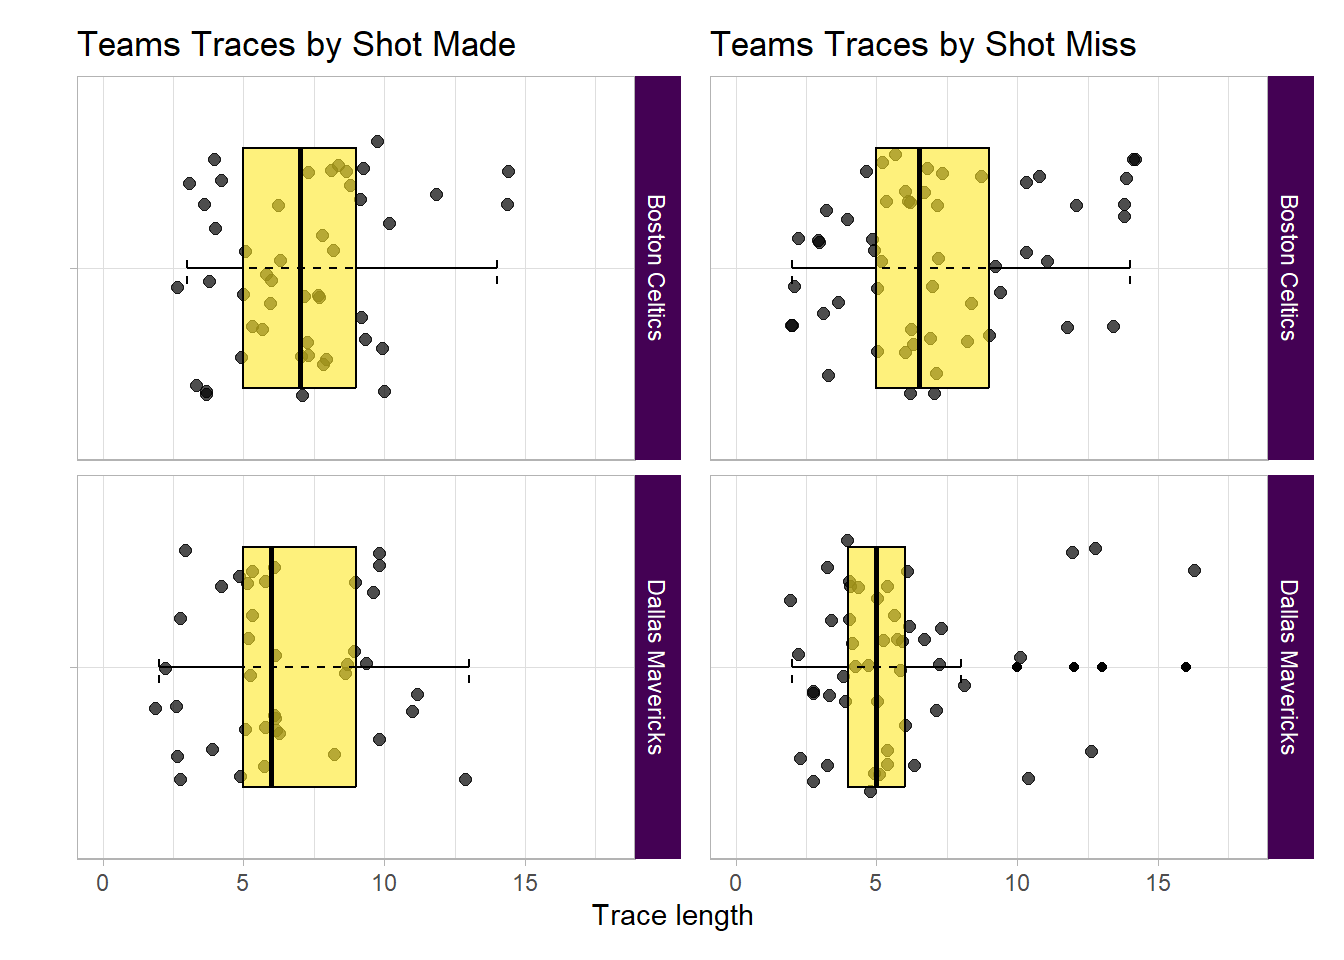 Teams Traces by Shot Made
Teams Traces by Shot Miss
Boston Celtics
Boston Celtics
Dallas Mavericks
Dallas Mavericks
0 5 10 15
0 5 10 15
Trace length